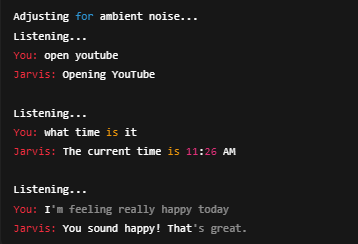 Adjusting for ambient noise...
Listening...
You: open youtube
Jarvis: Opening YouTube
Listening...
You: what time is it
Jarvis: The current time is 11:26 AM
Listening...
You: I'm feeling really happy today
Jarvis: You sound happy! That's great.